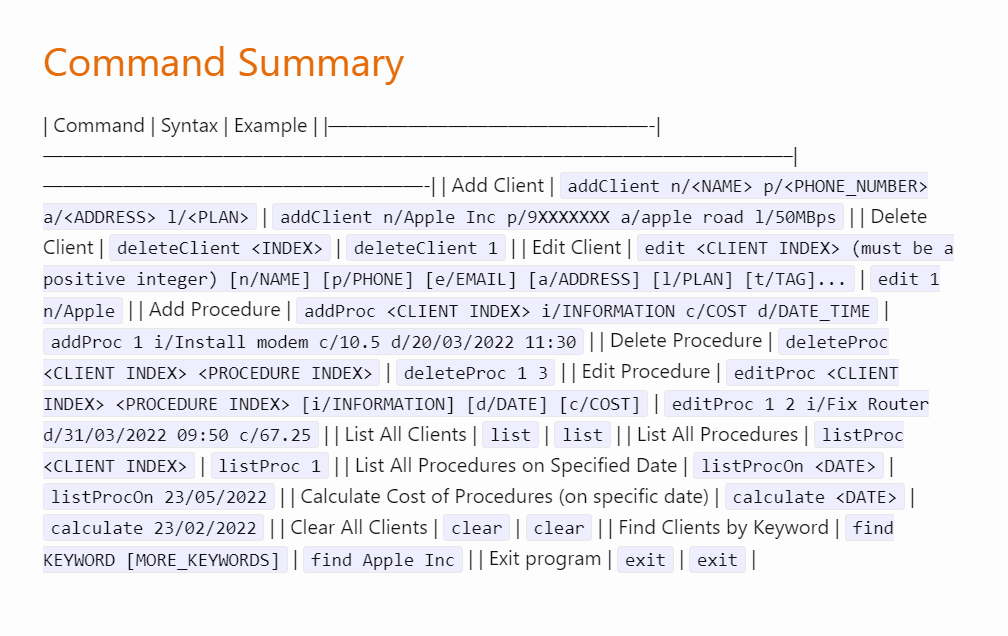 Command Summary
| Command | Syntax | Example | |————————————————-|
—————————————————————————————————————–|
———————————————————-| | Add Client | addClient n/<NAME> p/<PHONE_NUMBER>
a/<ADDRESS> l/<PLAN> | addClient n/Apple Inc p/9XXXXXXX a/apple road l/50MBps | | Delete
Client | deleteClient <INDEX> | deleteClient 1 | | Edit Client | edit <CLIENT INDEX> (must be a
positive integer) [n/NAME] [p/PHONE] [e/EMAIL] [a/ADDRESS] [l/PLAN] [t/TAG]... | edit 1
n/Apple | | Add Procedure | addProc <CLIENT INDEX> i/INFORMATION c/COST d/DATE_TIME |
addProc 1 i/Install modem c/10.5 d/20/03/2022 11:30 | | Delete Procedure | deleteProc
<CLIENT INDEX> <PROCEDURE INDEX> | deleteProc 1 3 | | Edit Procedure | editProc <CLIENT
INDEX> <PROCEDURE INDEX> [i/INFORMATION] [d/DATE] [c/COST] | editProc 1 2 i/Fix Router
d/31/03/2022 09:50 c/67.25 | | List All Clients | list | list | | List All Procedures | listProc
<CLIENT INDEX> | listProc 1 | | List All Procedures on Specified Date | listProcOn <DATE> |
listProcOn 23/05/2022 | | Calculate Cost of Procedures (on specific date) | calculate <DATE> |
calculate 23/02/2022 | | Clear All Clients | clear | clear | | Find Clients by Keyword | find
KEYWORD [MORE_KEYWORDS] | find Apple Inc | | Exit program | exit | exit |